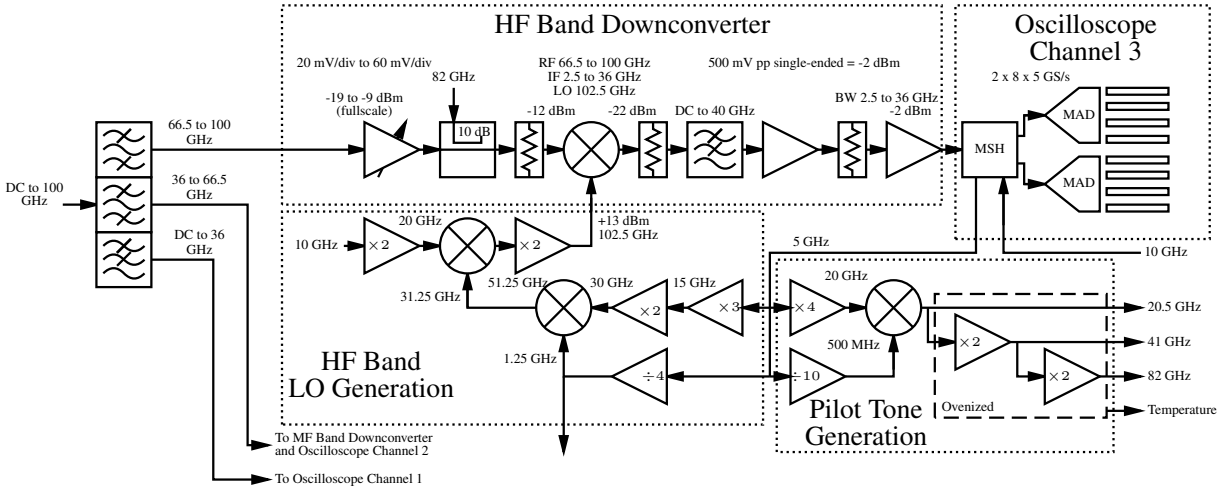 HF Band Downconverter
Oscilloscope
Channel 3
20 mV/div to 60 mV/div
82 GHz
RF 66.5 to 100 GHz
IF 2.5 to 36 GHz
LO 102.5 GHz
500 mV pp single-ended = -2 dBm
2 x 8 x 5 GS/s
-19 to -9 dBm
(fullscale)
-12 dBm
-22 dBm
DC to 40 GHz
BW 2.5 to 36 GHz
-2 dBm
10 dB
MAD
MSH
MAD
66.5 to 100
GHz
DC to 100
GHz
36 to 66.5
GHz
DC to 36
GHz
20 GHz
+13 dBm
102.5 GHz
10 GHz
×2
×2
5 GHz
10 GHz
31.25 GHz
51.25 GHz
30 GHz
15 GHz
×2
×3
×4
20 GHz
20.5 GHz
500 MHz
×2
41 GHz
1.25 GHz
÷4
÷10
×2
82 GHz
HF Band
LO Generation
Pilot Tone
Generation
Ovenized
Temperature
To MF Band Downconverter
and Oscilloscope Channel 2
To Oscilloscope Channel 1